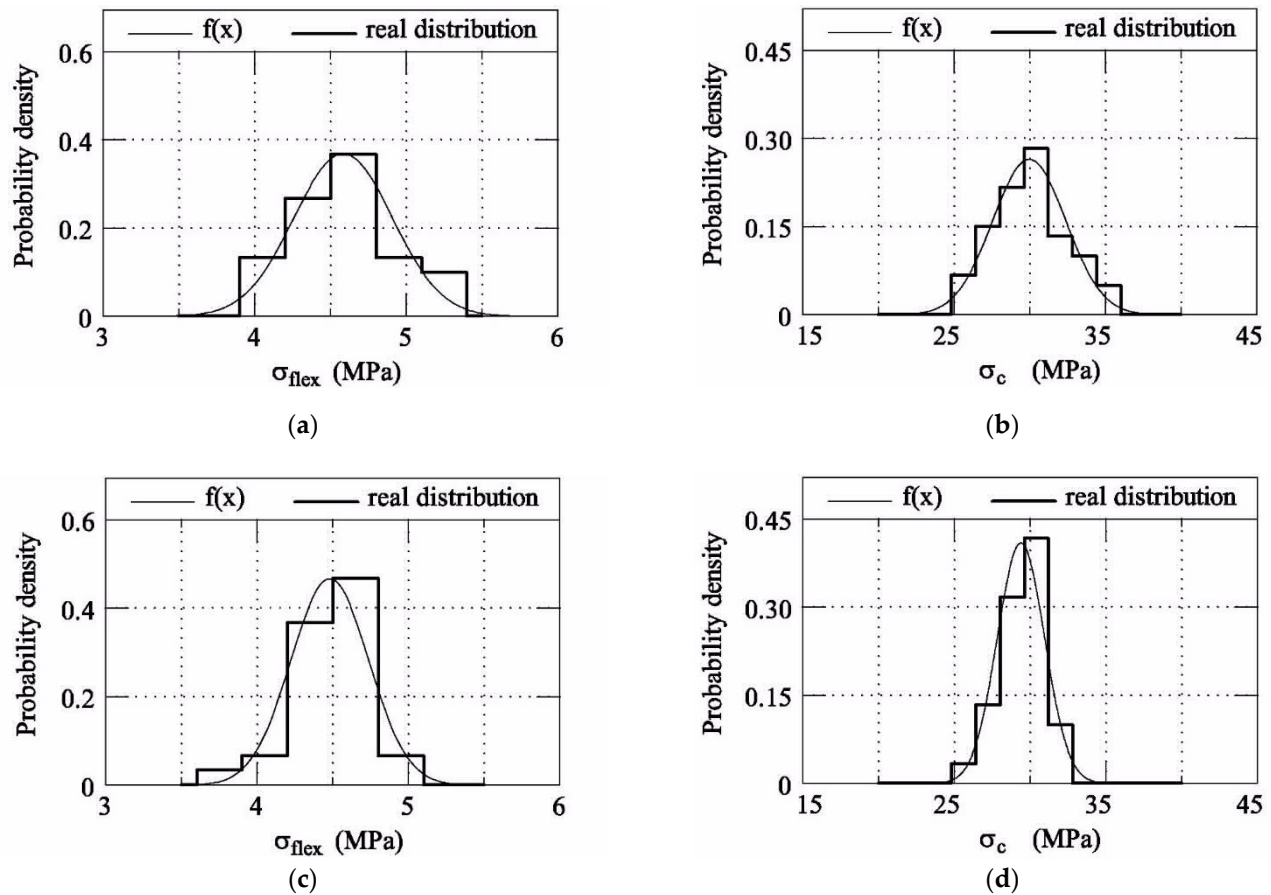 f(x) real distribution
0.6
0.4
0.2
0
Probability density
3 4 5 6
σflex (MPa)
(a)
f(x) real distribution
0.45
0.30
0.15
0
Probability density
15 25 35 45
σc (MPa)
(b)
f(x) real distribution
0.6
0.4
0.2
0
Probability density
3 4 5 6
σflex (MPa)
(c)
f(x) real distribution
0.45
0.30
0.15
0
Probability density
15 25 35 45
σc (MPa)
(d)